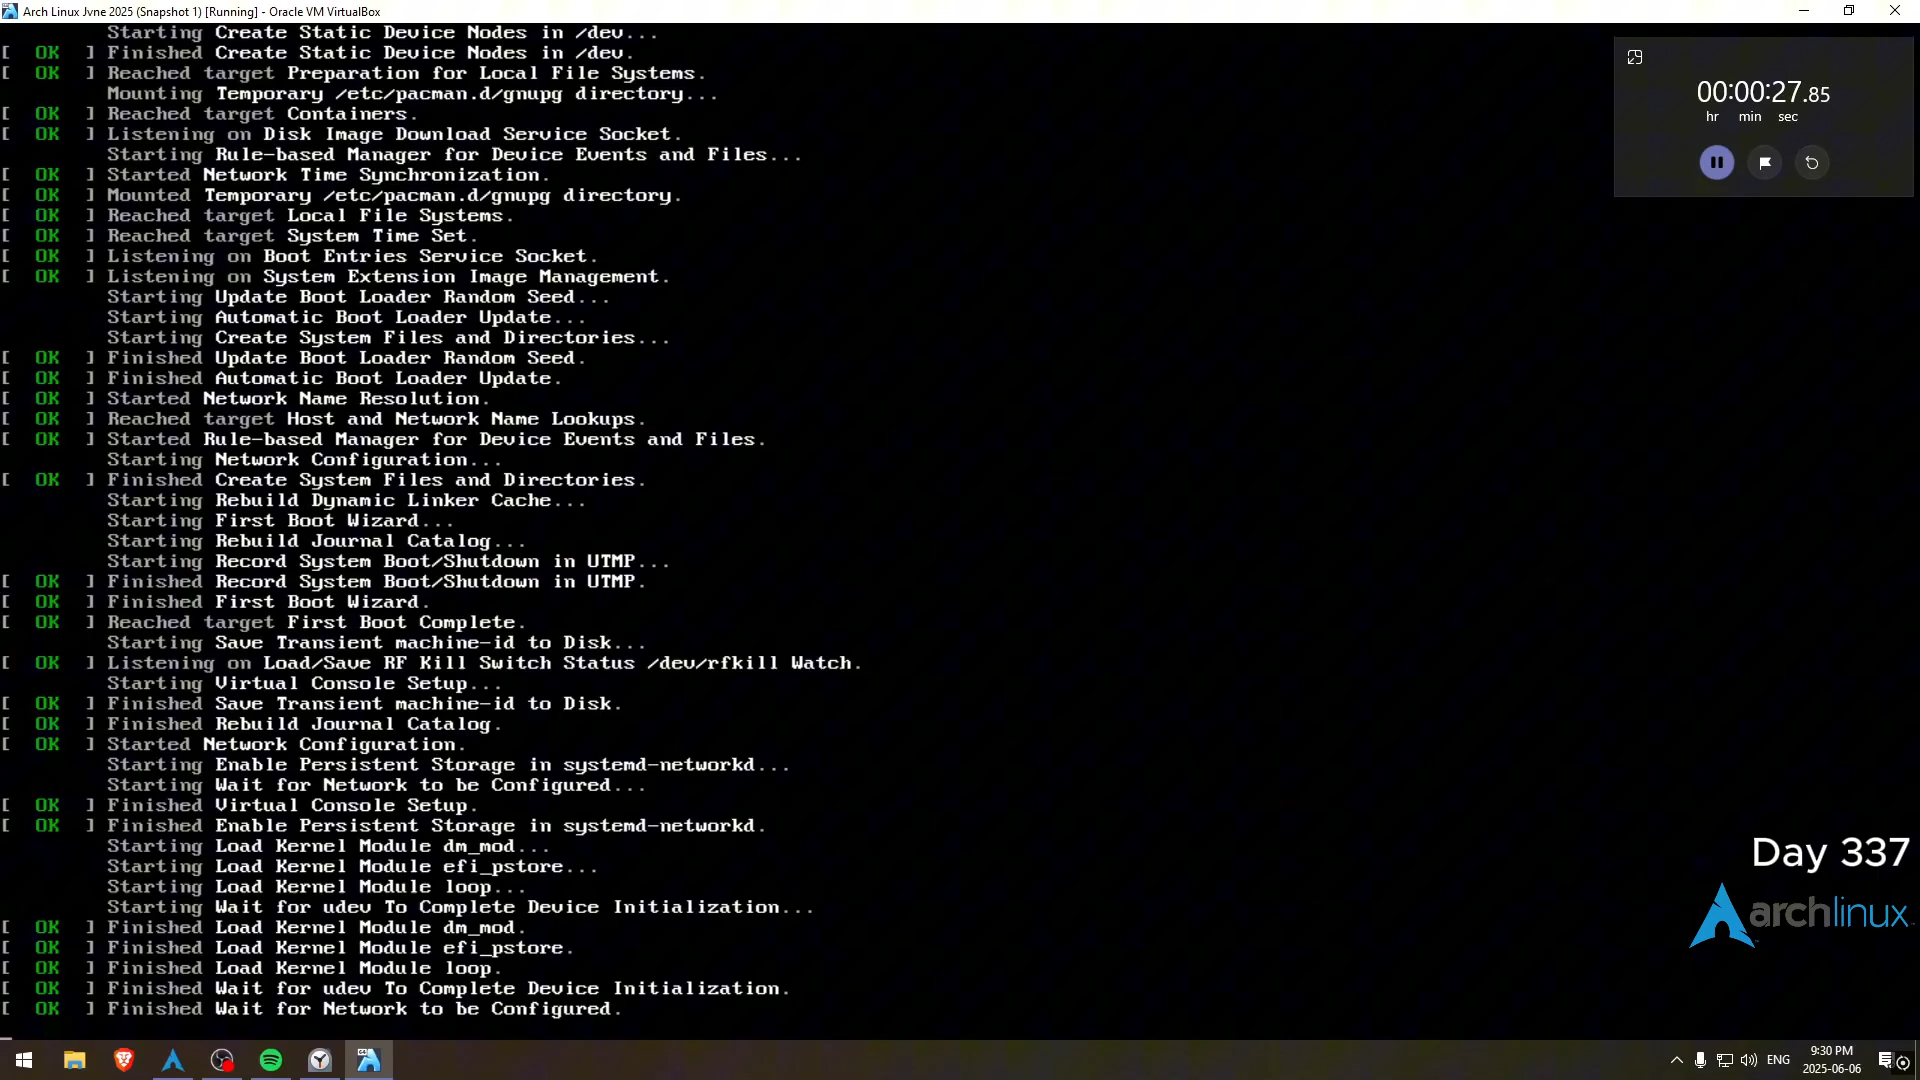 Arch Linux Jvne 2025 (Snapshot 1) [Running] - Oracle VM VirtualBox
Starting Create Static Device Nodes in /dev...
[  OK  ] Finished Create Static Device Nodes in /dev.
[  OK  ] Reached target Preparation for Local File Systems.
Mounting Temporary /etc/pacman.d/gnupg directory...
[  OK  ] Reached target Containers.
[  OK  ] Listening on Disk Image Download Service Socket.
Starting Rule-based Manager for Device Events and Files...
[  OK  ] Started Network Time Synchronization.
[  OK  ] Mounted Temporary /etc/pacman.d/gnupg directory.
[  OK  ] Reached target Local File Systems.
[  OK  ] Reached target System Time Set.
[  OK  ] Listening on Boot Entries Service Socket.
[  OK  ] Listening on System Extension Image Management.
Starting Update Boot Loader Random Seed...
Starting Automatic Boot Loader Update...
Starting Create System Files and Directories...
[  OK  ] Finished Update Boot Loader Random Seed.
[  OK  ] Finished Automatic Boot Loader Update.
[  OK  ] Started Network Name Resolution.
[  OK  ] Reached target Host and Network Name Lookups.
[  OK  ] Started Rule-based Manager for Device Events and Files.
Starting Network Configuration...
[  OK  ] Finished Create System Files and Directories.
Starting Rebuild Dynamic Linker Cache...
Starting First Boot Wizard...
Starting Rebuild Journal Catalog...
Starting Record System Boot/Shutdown in UTMP...
[  OK  ] Finished Record System Boot/Shutdown in UTMP.
[  OK  ] Finished First Boot Wizard.
[  OK  ] Reached target First Boot Complete.
Starting Save Transient machine-id to Disk...
[  OK  ] Listening on Load/Save RF Kill Switch Status /dev/rfkill Watch.
Starting Virtual Console Setup...
[  OK  ] Finished Save Transient machine-id to Disk.
[  OK  ] Finished Rebuild Journal Catalog.
[  OK  ] Started Network Configuration.
Starting Enable Persistent Storage in systemd-networkd...
Starting Wait for Network to be Configured...
[  OK  ] Finished Virtual Console Setup.
[  OK  ] Finished Enable Persistent Storage in systemd-networkd.
Starting Load Kernel Module dm_mod...
Starting Load Kernel Module efi_pstore...
Starting Load Kernel Module loop...
Starting Wait for udev To Complete Device Initialization...
[  OK  ] Finished Load Kernel Module dm_mod.
[  OK  ] Finished Load Kernel Module efi_pstore.
[  OK  ] Finished Load Kernel Module loop.
[  OK  ] Finished Wait for udev To Complete Device Initialization.
[  OK  ] Finished Wait for Network to be Configured.
00:00:27.85
hr min sec
Day 337
archlinux
ENG
9:30 PM
2025-06-06